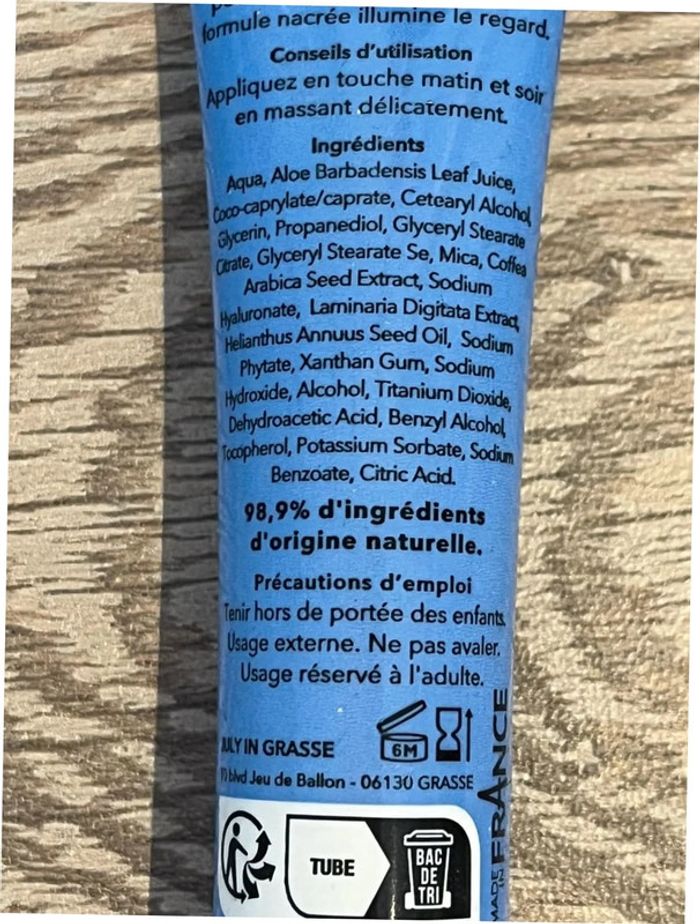 formule nacrée illumine le regard.
Conseils d'utilisation
Appliquez en touche matin et soir
en massant délicatement.
Ingrédients
Aqua, Aloe Barbadensis Leaf Juice,
Coco-caprylate/caprate, Cetearyl Alcohol,
Glycerin, Propanediol, Glyceryl Stearate
Citrate, Glyceryl Stearate Se, Mica, Coffea
Arabica Seed Extract, Sodium
Hyaluronate, Laminaria Digitata Extract,
Helianthus Annuus Seed Oil, Sodium
Phytate, Xanthan Gum, Sodium
Hydroxide, Alcohol, Titanium Dioxide,
Dehydroacetic Acid, Benzyl Alcohol,
Tocopherol, Potassium Sorbate, Sodium
Benzoate, Citric Acid.
98,9% d'ingrédients
d'origine naturelle.
Précautions d'emploi
Tenir hors de portée des enfants.
Usage externe. Ne pas avaler.
Usage réservé à l'adulte.
6M
IN GRASSE
blvd Jeu de Ballon - 06130 GRASSE
MADE IN FRANCE
TUBE
BAC
DE
TRI